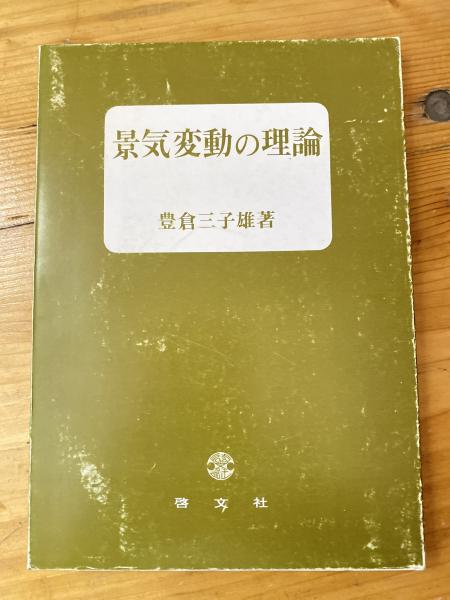 景気変動の理論
豊倉三子雄著
啓文社